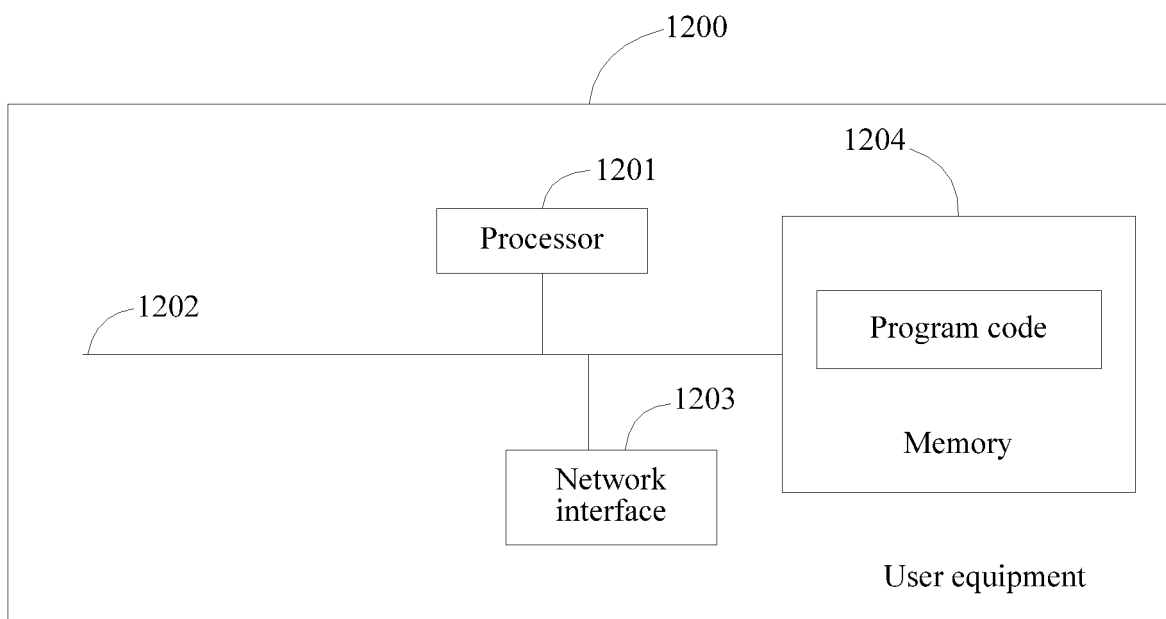 1200
1204
1201
Processor
1202
Program code
1203
Memory
Network
interface
User equipment